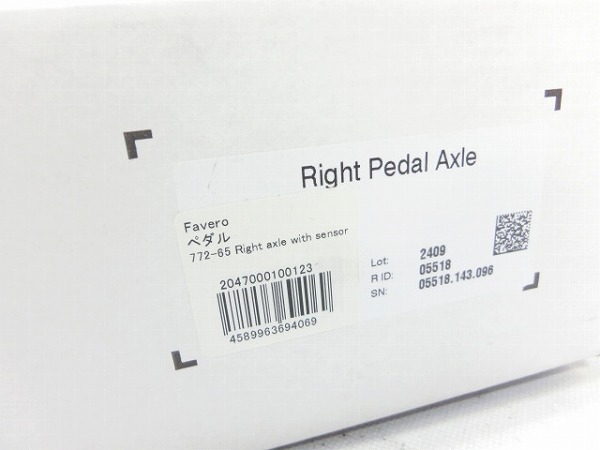 Right Pedal Axle
Favero
ペダル
772-65 Right axle with sensor
2047000100123
4589963694069
Lot: 2409
R ID: 05518
SN: 05518.143.096